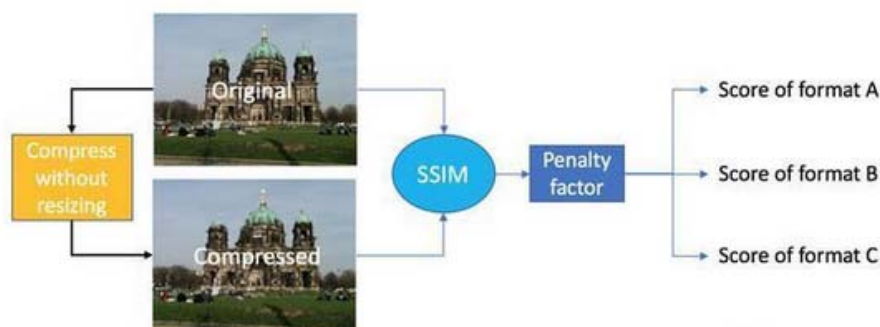 Original
Compress
without
resizing
Compressed
SSIM
Penalty
factor
Score of format A
Score of format B
Score of format C